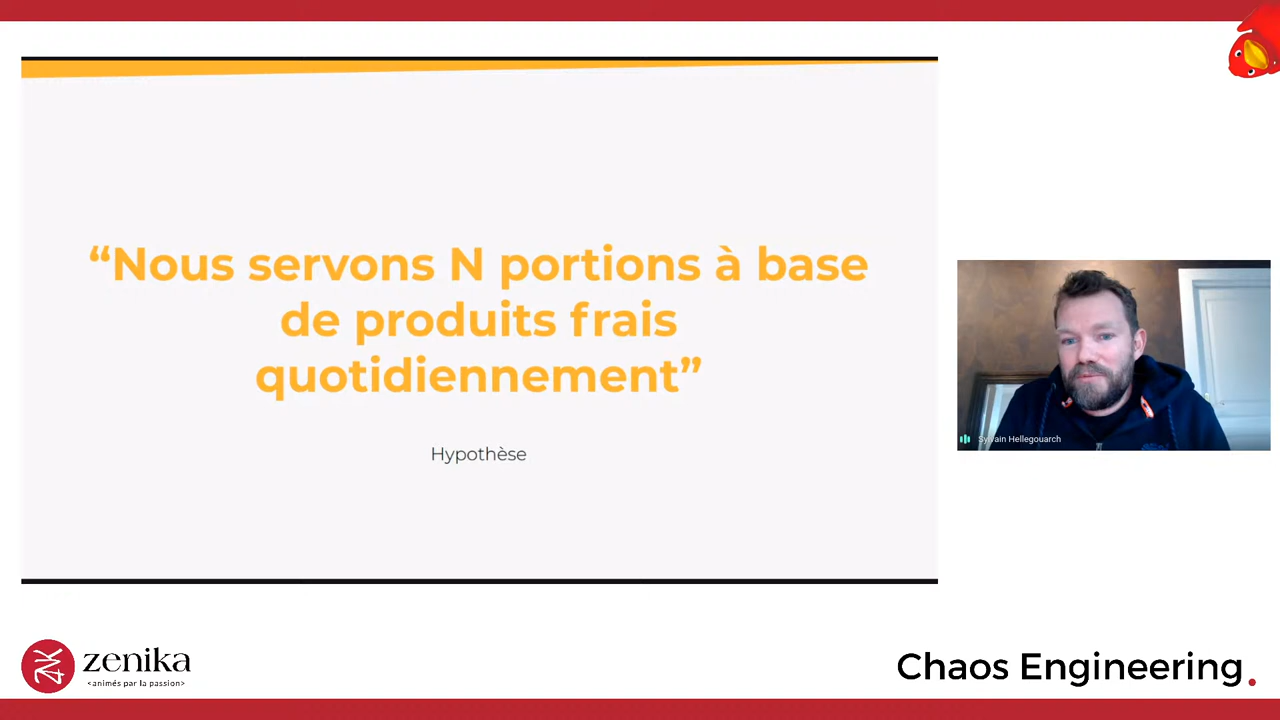 “Nous servons N portions à base
de produits frais
quotidiennement”
Hypothèse
Sylvain Hellegouarch
zenika
<animés par la passion>
Chaos Engineering.